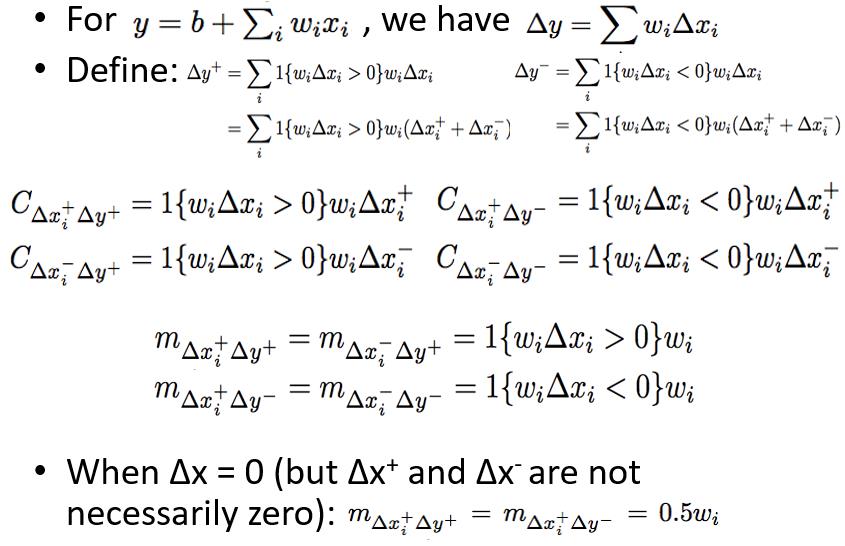 • For y = b + ∑ᵢ wᵢxᵢ , we have Δy = ∑ wᵢΔxᵢ
• Define: Δy⁺ = ∑ᵢ 1{wᵢΔxᵢ > 0}wᵢΔxᵢ Δy⁻ = ∑ᵢ 1{wᵢΔxᵢ < 0}wᵢΔxᵢ
= ∑ᵢ 1{wᵢΔxᵢ > 0}wᵢ(Δxᵢ⁺ + Δxᵢ⁻) = ∑ᵢ 1{wᵢΔxᵢ < 0}wᵢ(Δxᵢ⁺ + Δxᵢ⁻)
C_{Δxᵢ⁺Δy⁺} = 1{wᵢΔxᵢ > 0}wᵢΔxᵢ⁺ C_{Δxᵢ⁺Δy⁻} = 1{wᵢΔxᵢ < 0}wᵢΔxᵢ⁺
C_{Δxᵢ⁻Δy⁺} = 1{wᵢΔxᵢ > 0}wᵢΔxᵢ⁻ C_{Δxᵢ⁻Δy⁻} = 1{wᵢΔxᵢ < 0}wᵢΔxᵢ⁻
m_{Δxᵢ⁺Δy⁺} = m_{Δxᵢ⁻Δy⁺} = 1{wᵢΔxᵢ > 0}wᵢ
m_{Δxᵢ⁺Δy⁻} = m_{Δxᵢ⁻Δy⁻} = 1{wᵢΔxᵢ < 0}wᵢ
• When Δx = 0 (but Δx⁺ and Δx⁻ are not
necessarily zero): m_{Δxᵢ⁺Δy⁺} = m_{Δxᵢ⁺Δy⁻} = 0.5wᵢ